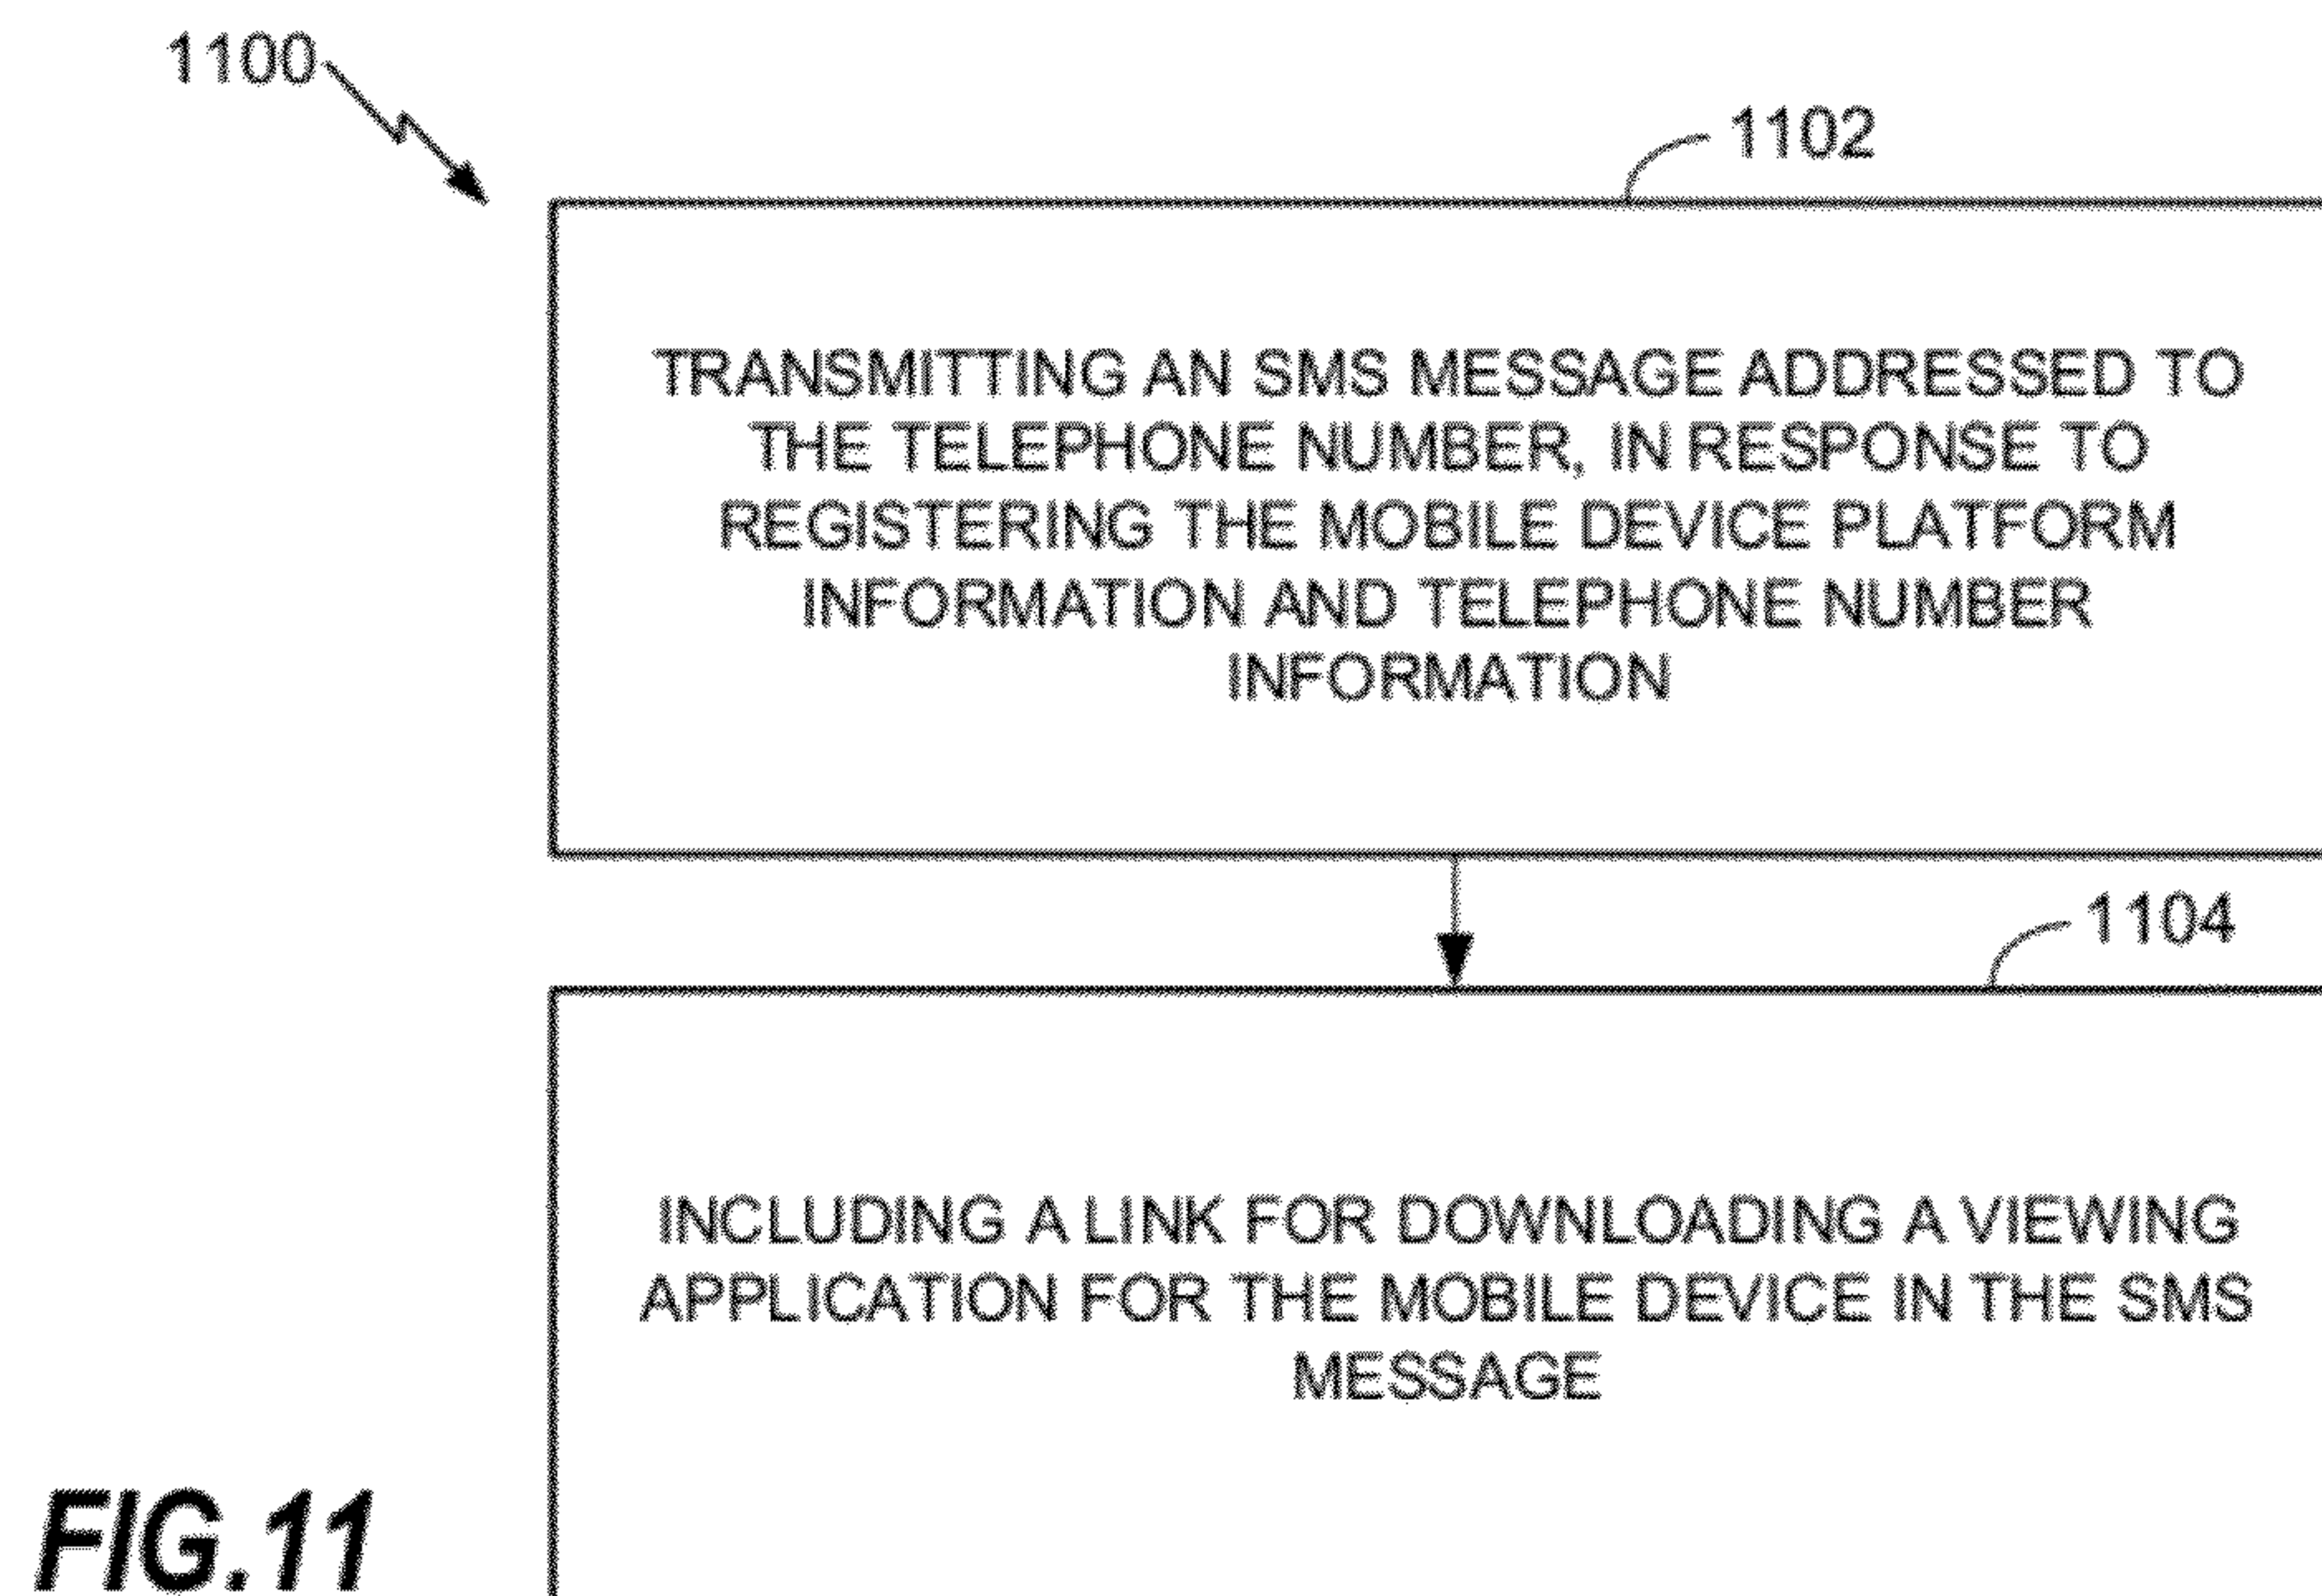 1100
1102
TRANSMITTING AN SMS MESSAGE ADDRESSED TO
THE TELEPHONE NUMBER, IN RESPONSE TO
REGISTERING THE MOBILE DEVICE PLATFORM
INFORMATION AND TELEPHONE NUMBER
INFORMATION
1104
INCLUDING A LINK FOR DOWNLOADING A VIEWING
APPLICATION FOR THE MOBILE DEVICE IN THE SMS
MESSAGE
FIG.11